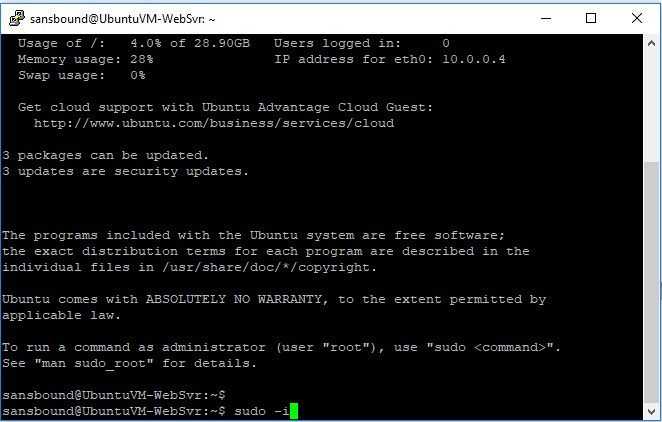 sansbound@UbuntuVM-WebSvr: ~
Usage of /:   4.0% of 28.90GB   Users logged in:     0
Memory usage: 28%               IP address for eth0: 10.0.0.4
Swap usage:   0%
Get cloud support with Ubuntu Advantage Cloud Guest:
http://www.ubuntu.com/business/services/cloud
3 packages can be updated.
3 updates are security updates.
The programs included with the Ubuntu system are free software;
the exact distribution terms for each program are described in the
individual files in /usr/share/doc/*/copyright.
Ubuntu comes with ABSOLUTELY NO WARRANTY, to the extent permitted by
applicable law.
To run a command as administrator (user "root"), use "sudo <command>".
See "man sudo_root" for details.
sansbound@UbuntuVM-WebSvr:~$
sansbound@UbuntuVM-WebSvr:~$ sudo -i